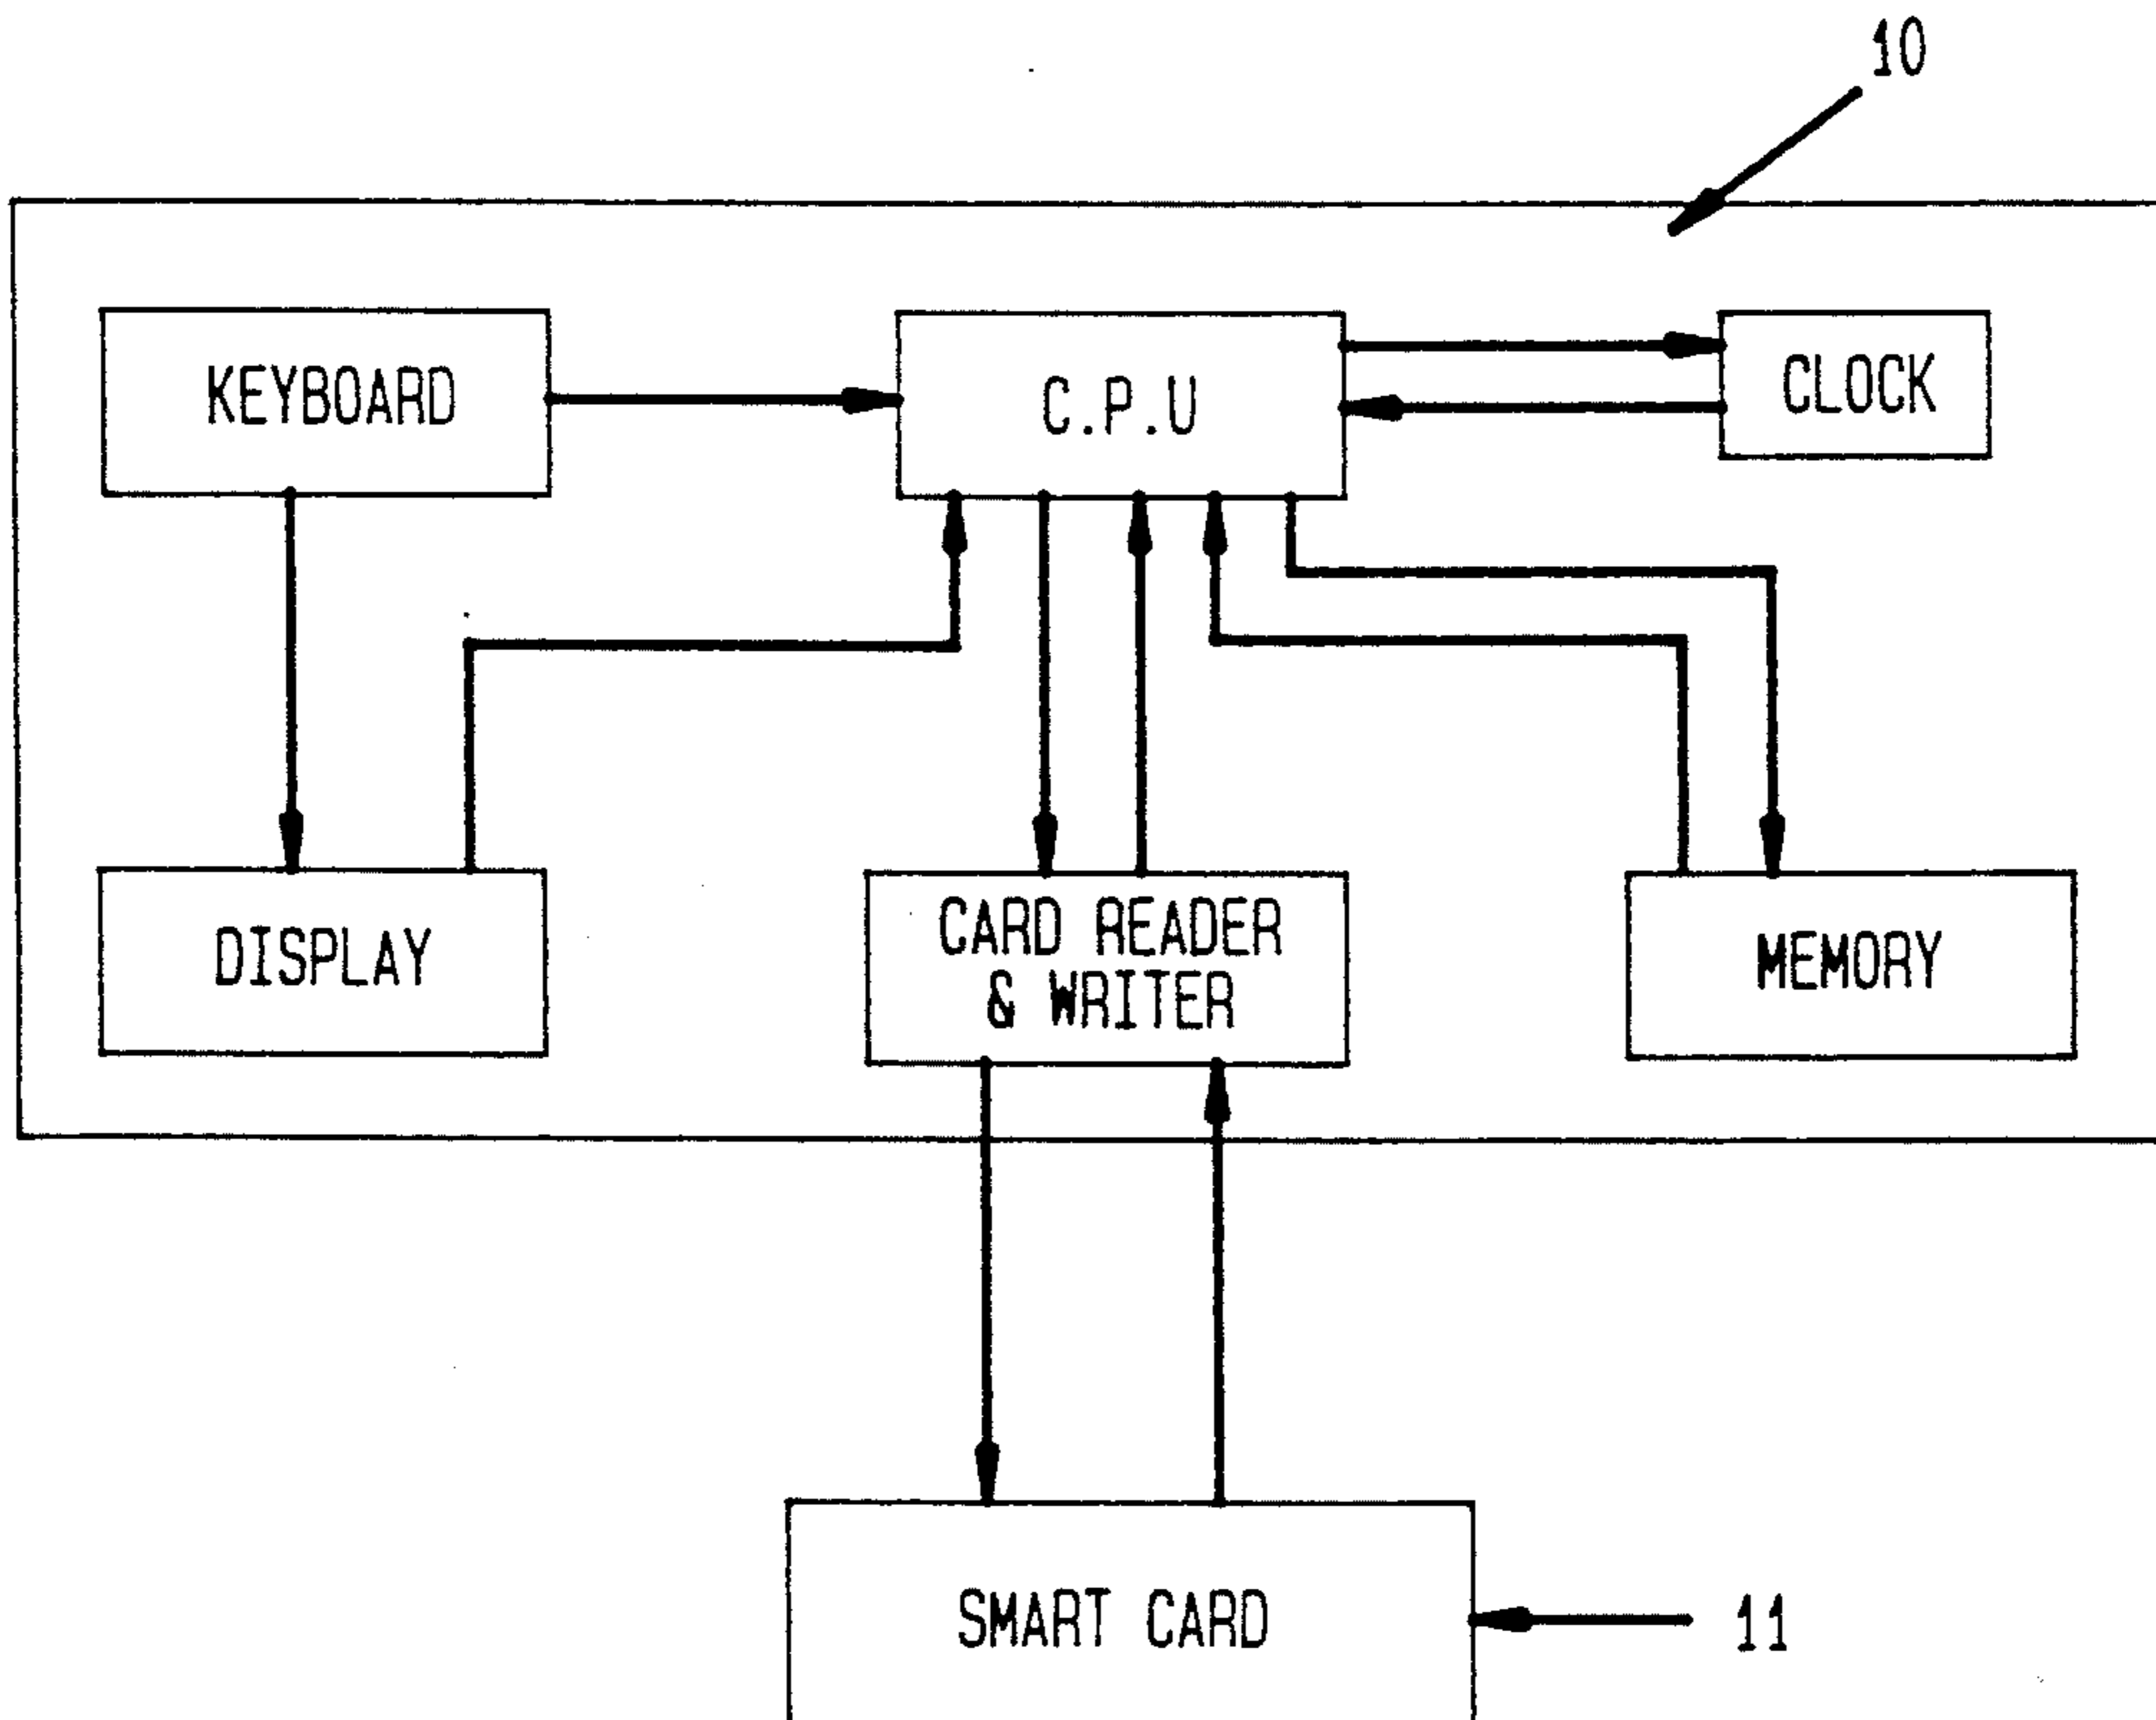 10
KEYBOARD
C.P.U
CLOCK
DISPLAY
CARD READER
& WRITER
MEMORY
SMART CARD
11